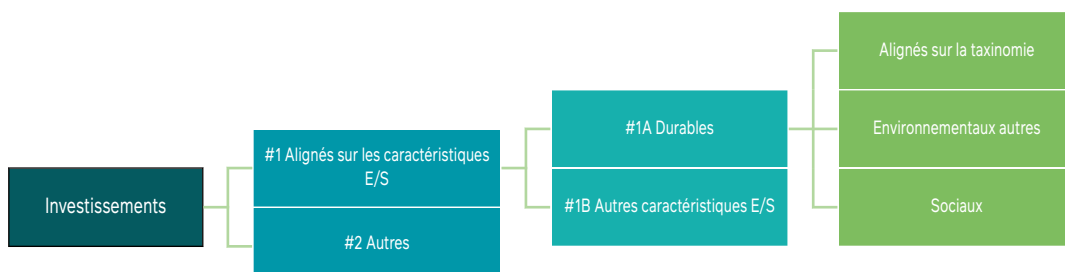 Investissements
#1 Alignés sur les caractéristiques
E/S
#2 Autres
#1A Durables
#1B Autres caractéristiques E/S
Alignés sur la taxinomie
Environnementaux autres
Sociaux